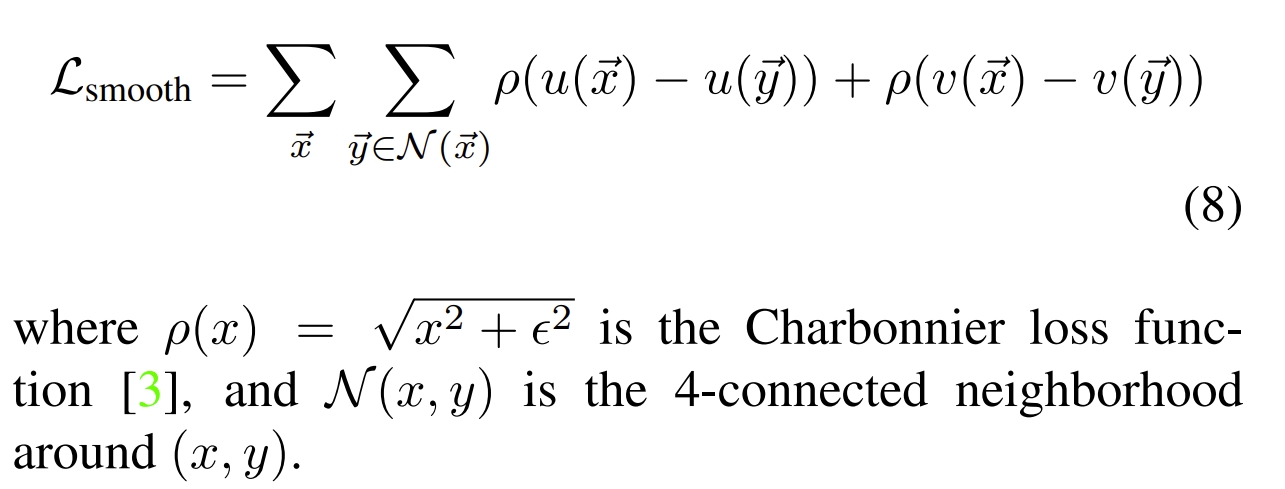 ℒ_smooth = ∑_{x⃗} ∑_{y⃗∈𝒩(x⃗)} ρ(u(x⃗) − u(y⃗)) + ρ(v(x⃗) − v(y⃗))
(8)
where ρ(x) = √(x² + ϵ²) is the Charbonnier loss func-
tion [3], and 𝒩(x, y) is the 4-connected neighborhood
around (x, y).